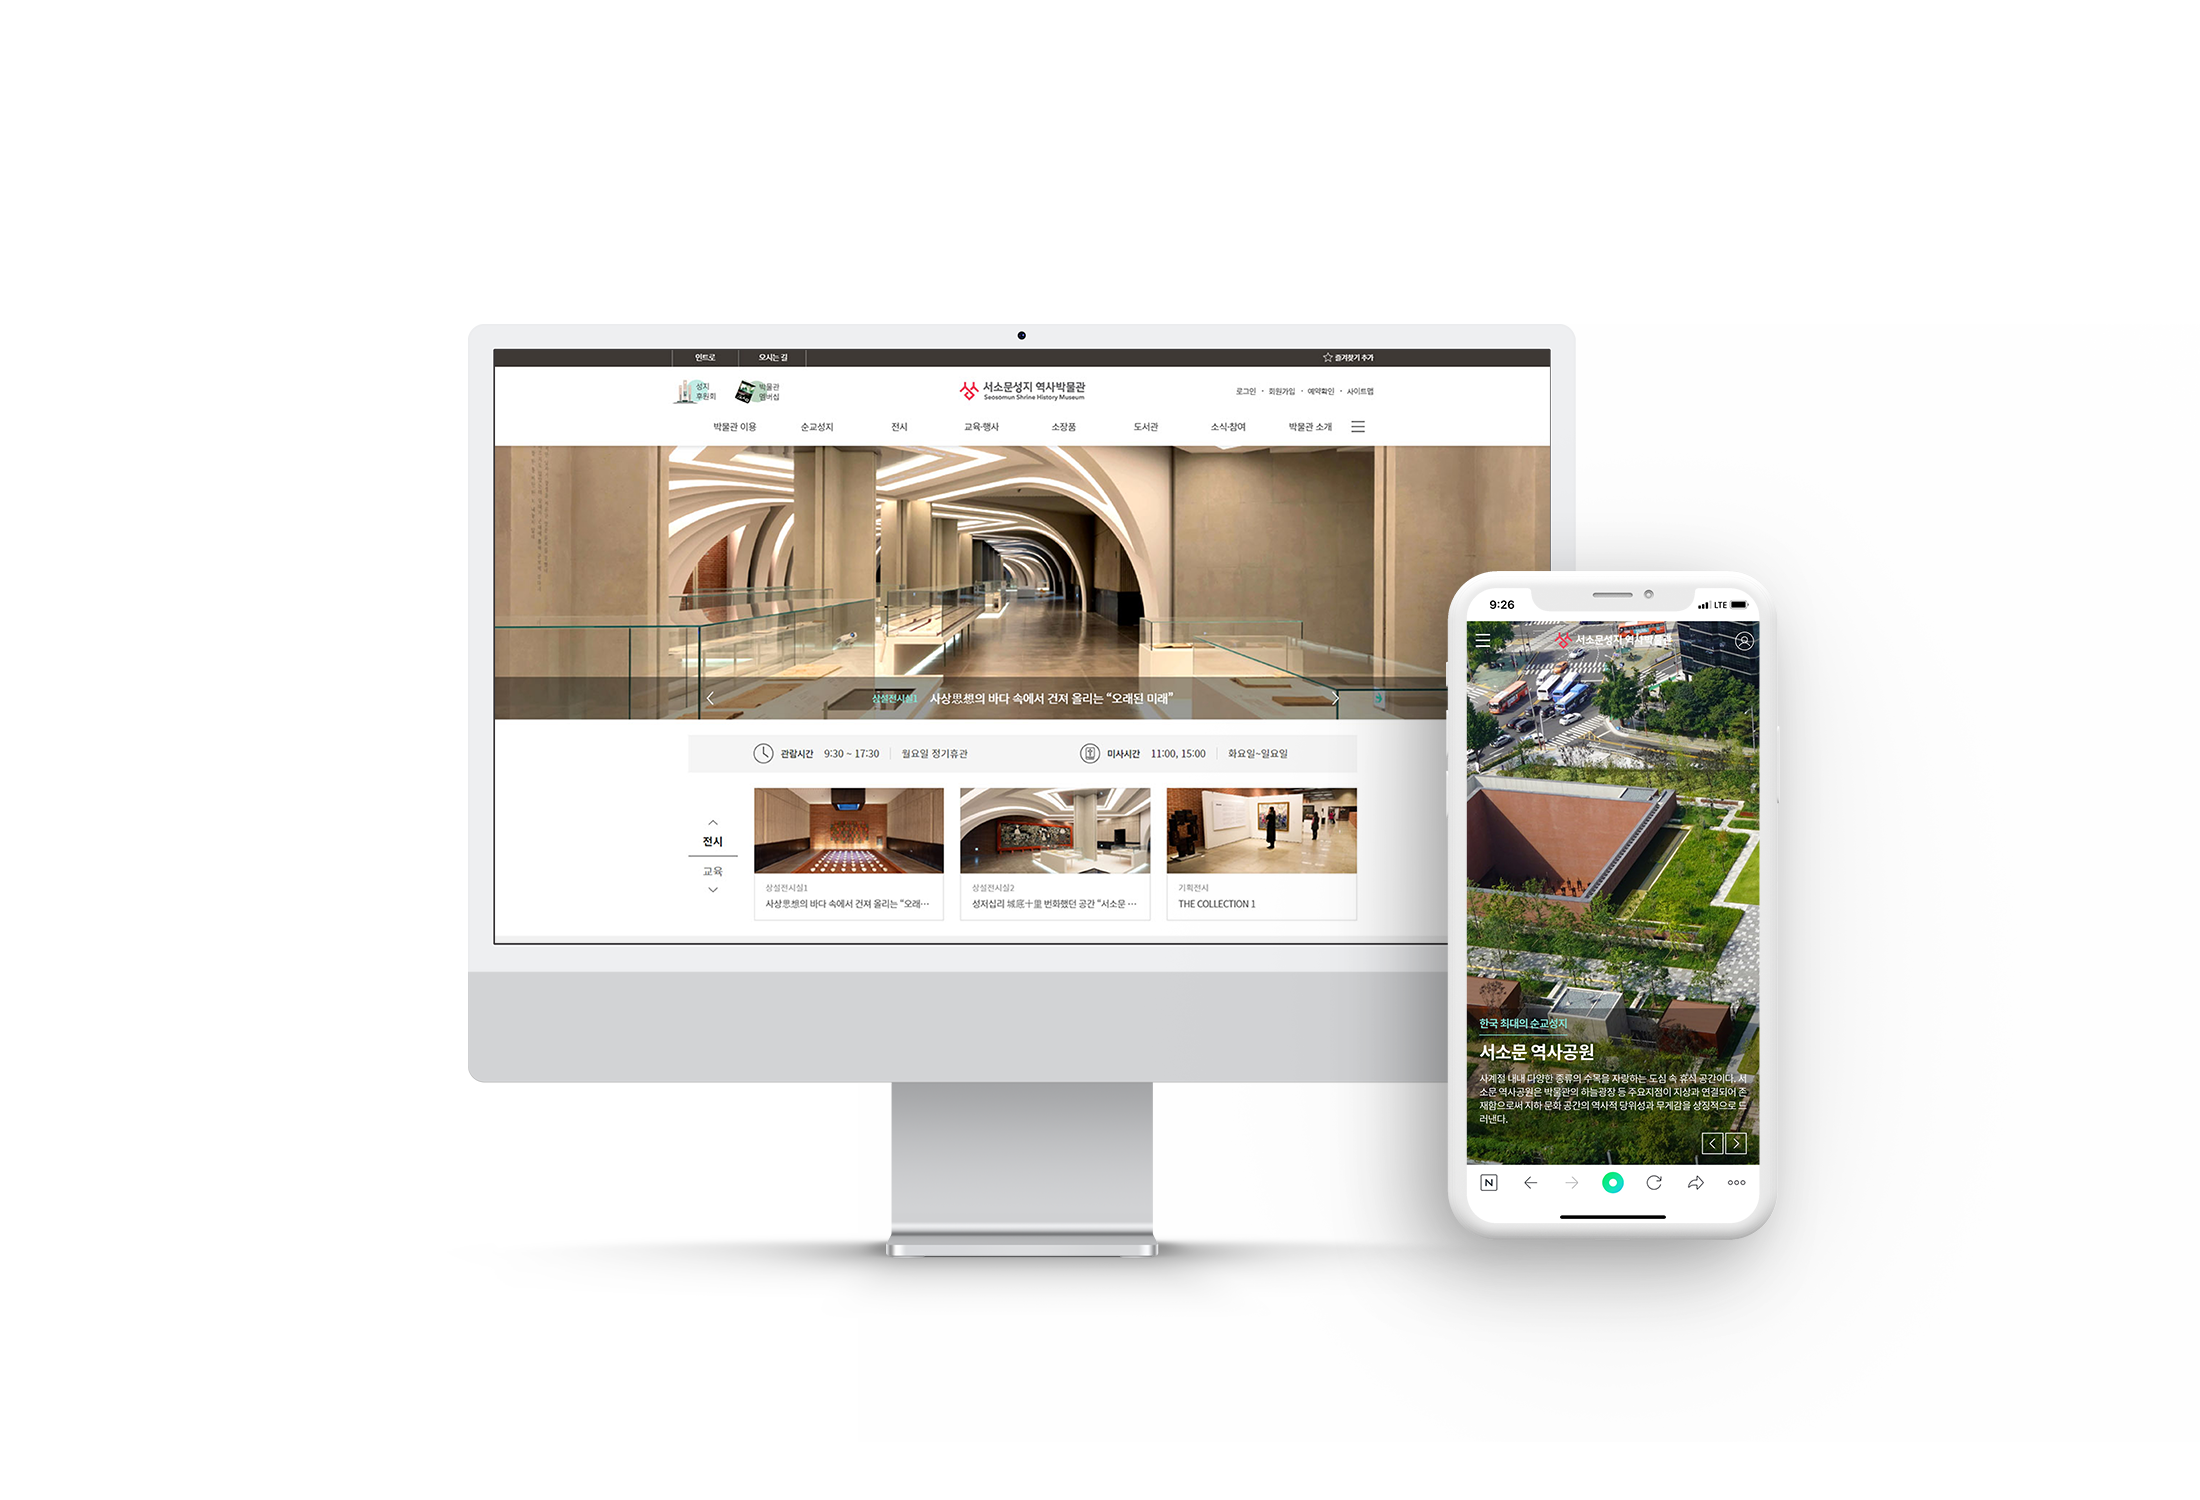 인트로
오시는 길
즐겨찾기 추가
성지
후원회
박물관
멤버십
서소문성지 역사박물관
Seosomun Shrine History Museum
로그인 · 회원가입 · 예약확인 · 사이트맵
박물관 이용
순교성지
전시
교육·행사
소장품
도서관
소식·참여
박물관 소개
상설전시실1 사상思想의 바다 속에서 건져 올리는 “오래된 미래”
관람시간 9:30 ~ 17:30 월요일 정기휴관
미사시간 11:00, 15:00 화요일~일요일
전시
교육
상설전시실1
사상思想의 바다 속에서 건져 올리는 “오래···
상설전시실2
성저십리 城底十里 번화했던 공간 “서소문 ···
기획전시
THE COLLECTION 1
9:26
LTE
서소문성지 역사박물관
한국 최대의 순교성지
서소문 역사공원
사계절 내내 다양한 종류의 수목을 자랑하는 도심 속 휴식 공간이다. 서
소문 역사공원은 박물관의 하늘광장 등 주요지점이 지상과 연결되어 존
재함으로써 지하 문화 공간의 역사적 당위성과 무게감을 상징적으로 드
러낸다.
N